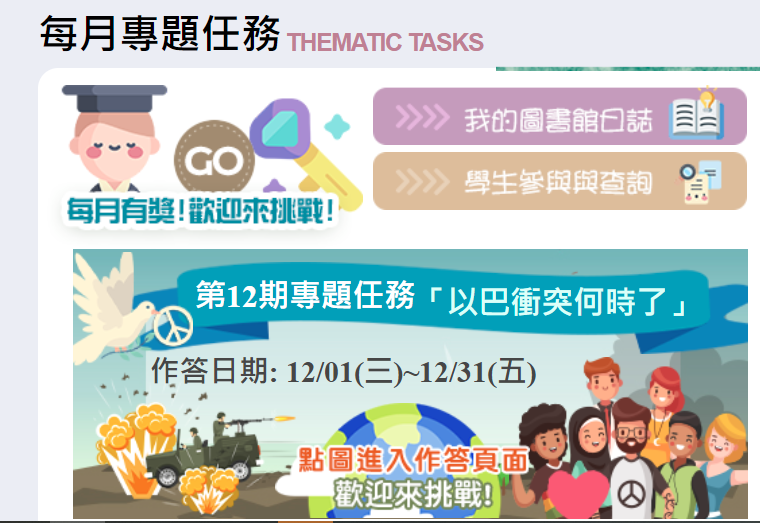 每月專題任務 THEMATIC TASKS
GO
每月有獎!歡迎來挑戰!
我的圖書館日誌
學生參與與查詢
第12期專題任務「以巴衝突何時了」
作答日期: 12/01(三)~12/31(五)
點圖進入作答頁面
歡迎來挑戰!